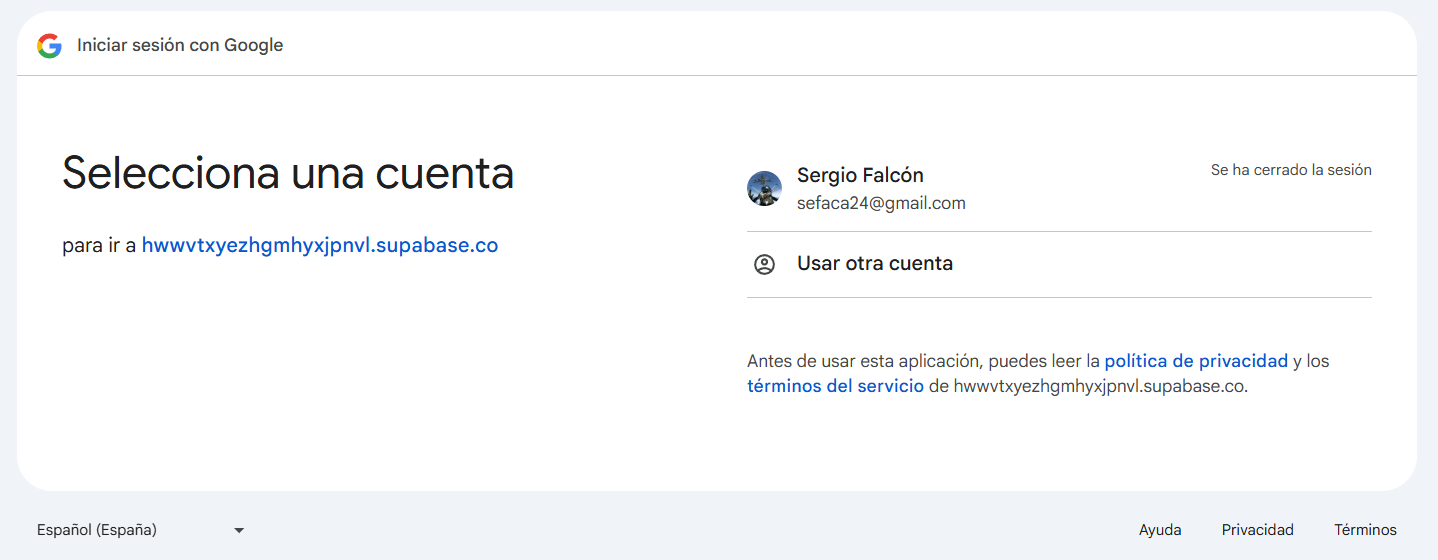 Iniciar sesión con Google
Selecciona una cuenta
para ir a hwwvtxyezhgmhyxjpnvl.supabase.co
Sergio Falcón
Se ha cerrado la sesión
sefaca24@gmail.com
Usar otra cuenta
Antes de usar esta aplicación, puedes leer la política de privacidad y los
términos del servicio de hwwvtxyezhgmhyxjpnvl.supabase.co.
Español (España)
Ayuda
Privacidad
Términos